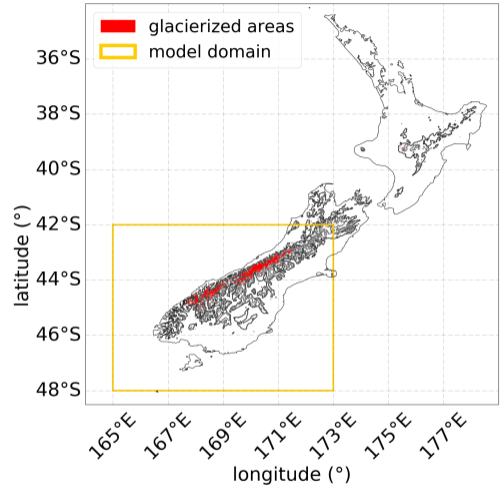 glacierized areas
model domain
36°S
38°S
40°S
42°S
44°S
46°S
48°S
latitude (°)
165°E
167°E
169°E
171°E
173°E
175°E
177°E
longitude (°)